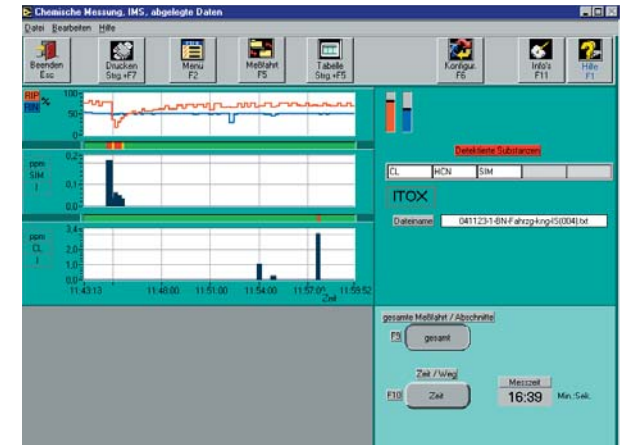 Chemische Messung, IMS, abgelegte Daten
Datei Bearbeiten Hilfe
Beenden Drucken Menu Meßfahrt Tabelle Konfigur. Info's Hilfe
Esc Strg.+F7 F2 F5 Strg.+F5 F6 F11 F1
RIP % 100
RIN 50
0
Detektierte Substanzen
ppm 0,2
SIM 0,1
0,0
CL HCN SIM
ITOX
Dateiname 041123-1-BN-Fahrzg-kng-IS(004).txt
ppm 3,4
CL 2,0
1,0
0,0
11:43:13 11:48:00 11:51:00 11:54:00 11:57:00 11:59:52
Zeit
gesamte Meßfahrt / Abschnitte
F9 gesamt
Zeit / Weg
F10 Zeit
Messzeit
16:39 Min.:Sek.